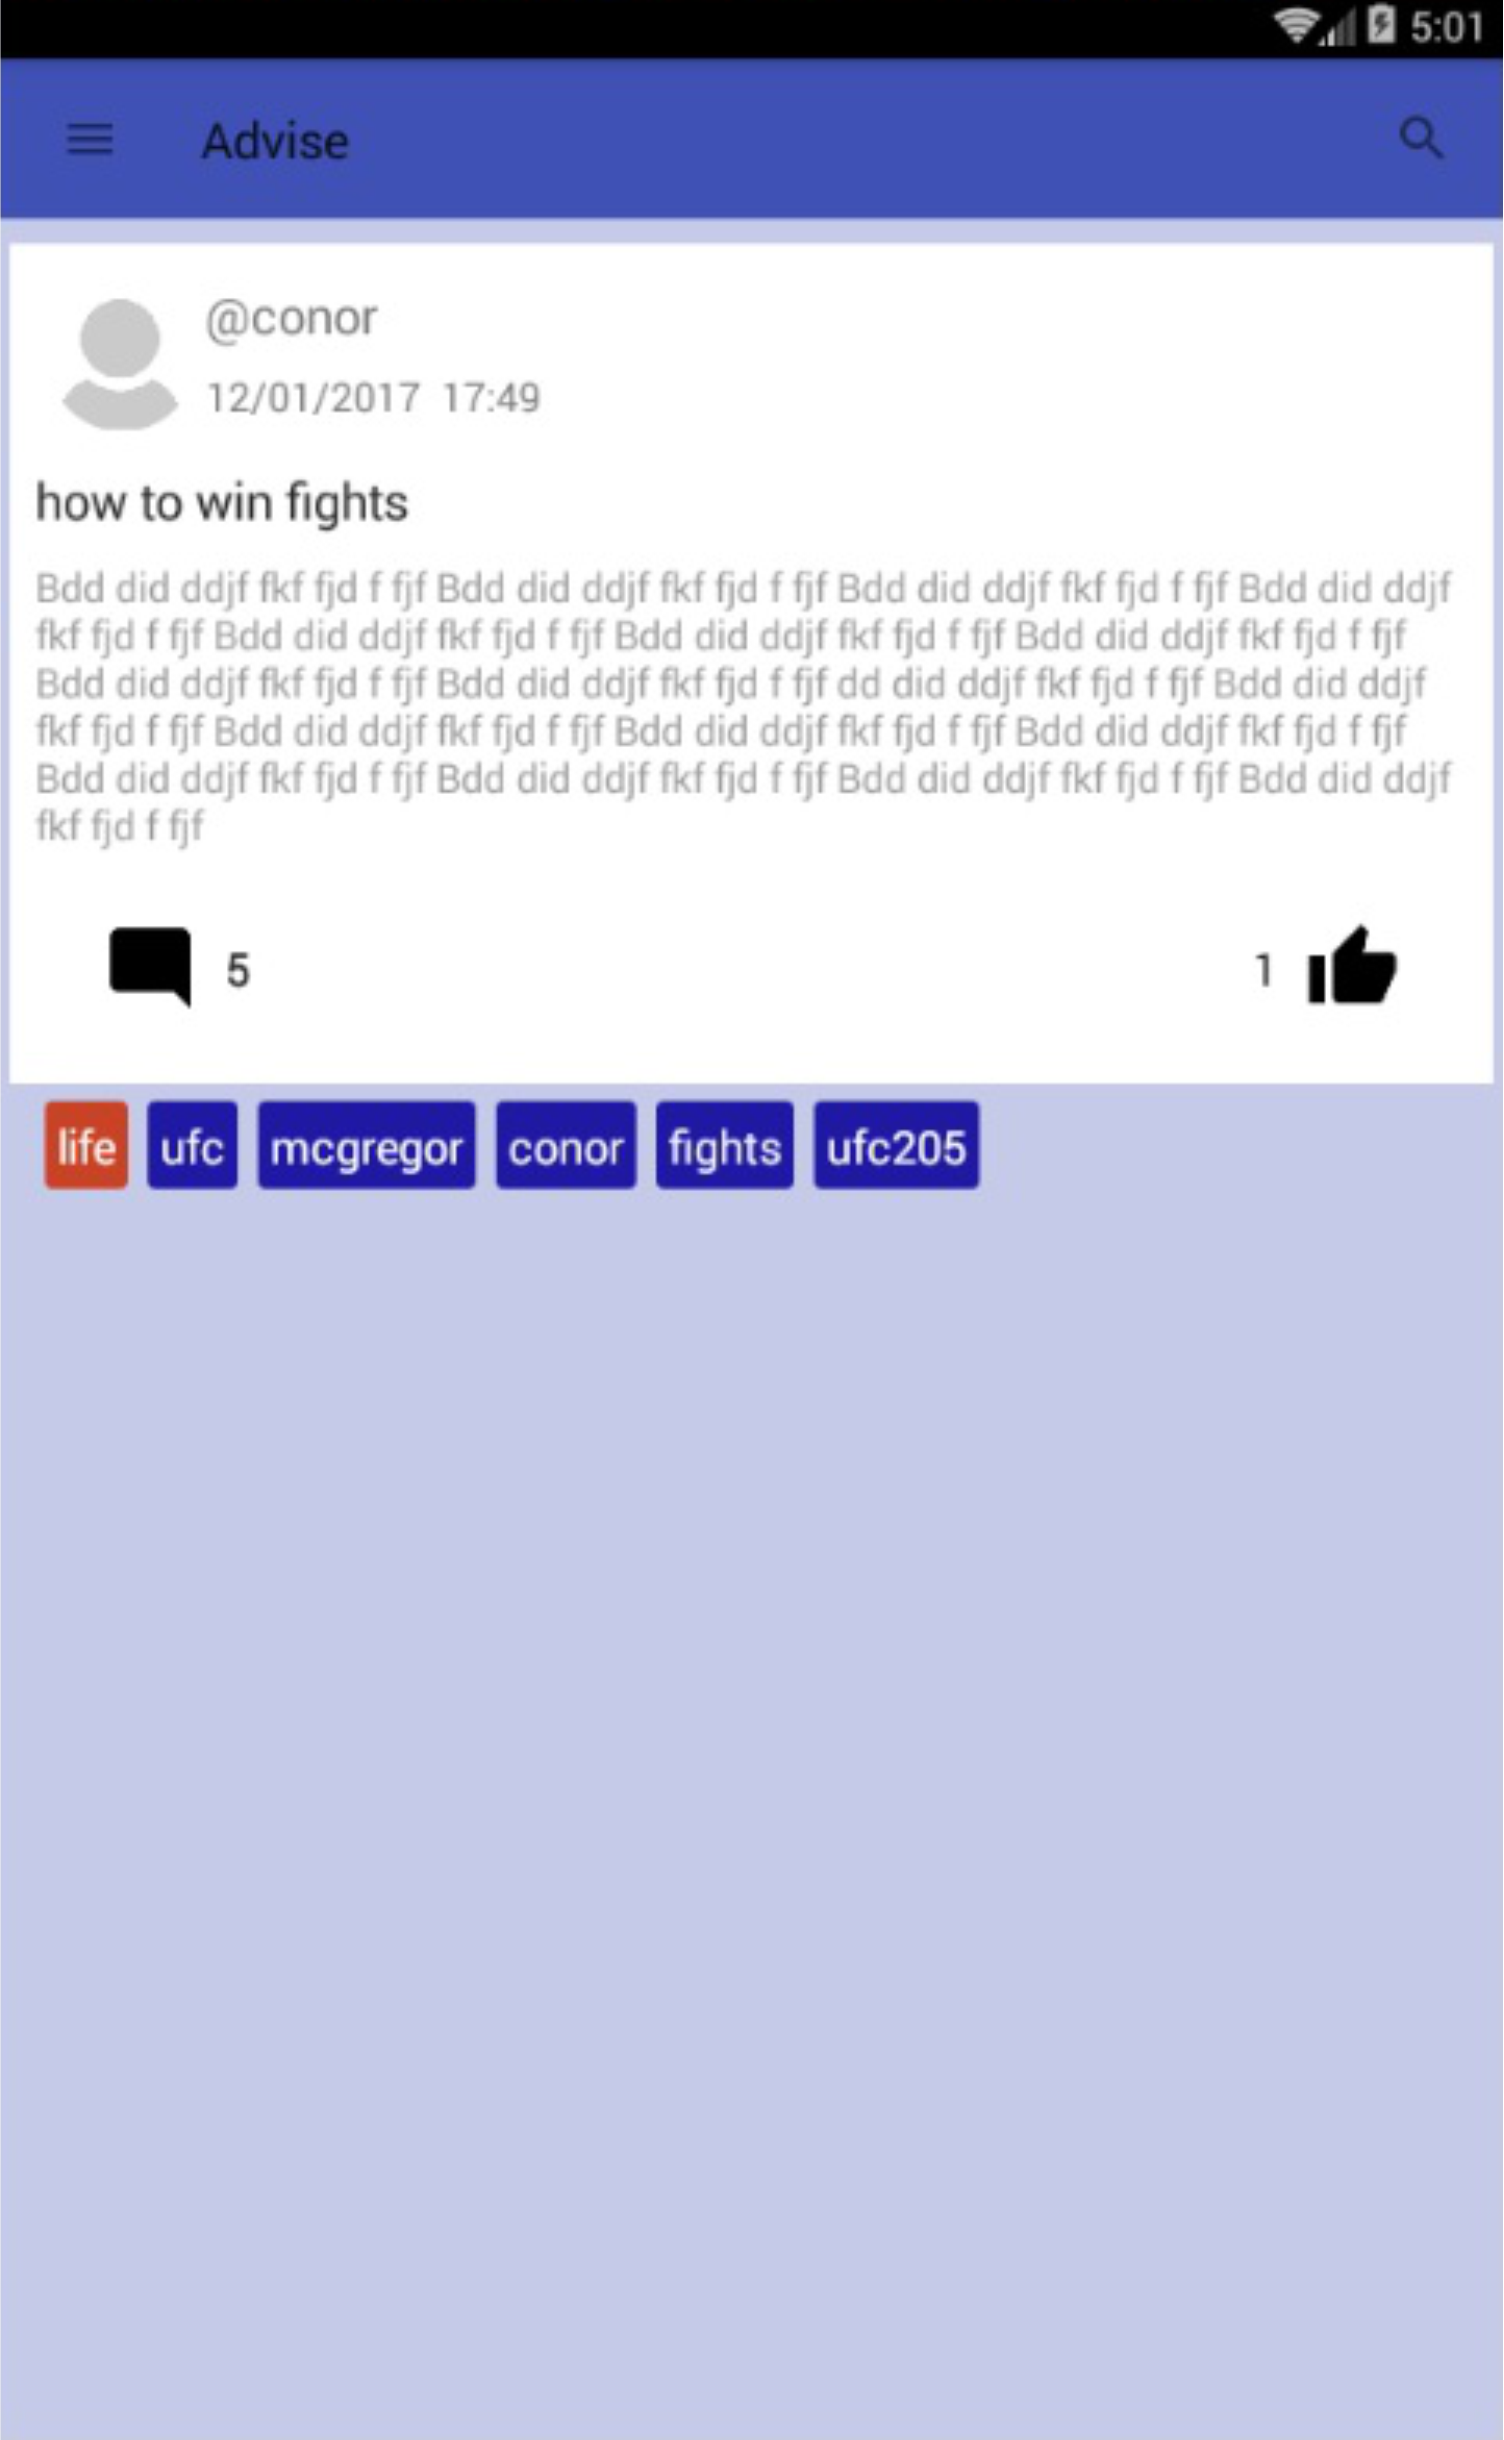 5:01
Advise
@conor
12/01/2017 17:49
how to win fights
Bdd did ddjf fkf fjd f fjf Bdd did ddjf fkf fjd f fjf Bdd did ddjf fkf fjd f fjf Bdd did ddjf
fkf fjd f fjf Bdd did ddjf fkf fjd f fjf Bdd did ddjf fkf fjd f fjf Bdd did ddjf fkf fjd f fjf
Bdd did ddjf fkf fjd f fjf Bdd did ddjf fkf fjd f fjf dd did ddjf fkf fjd f fjf Bdd did ddjf
fkf fjd f fjf Bdd did ddjf fkf fjd f fjf Bdd did ddjf fkf fjd f fjf Bdd did ddjf fkf fjd f fjf
Bdd did ddjf fkf fjd f fjf Bdd did ddjf fkf fjd f fjf Bdd did ddjf fkf fjd f fjf Bdd did ddjf
fkf fjd f fjf
5 1
life ufc mcgregor conor fights ufc205